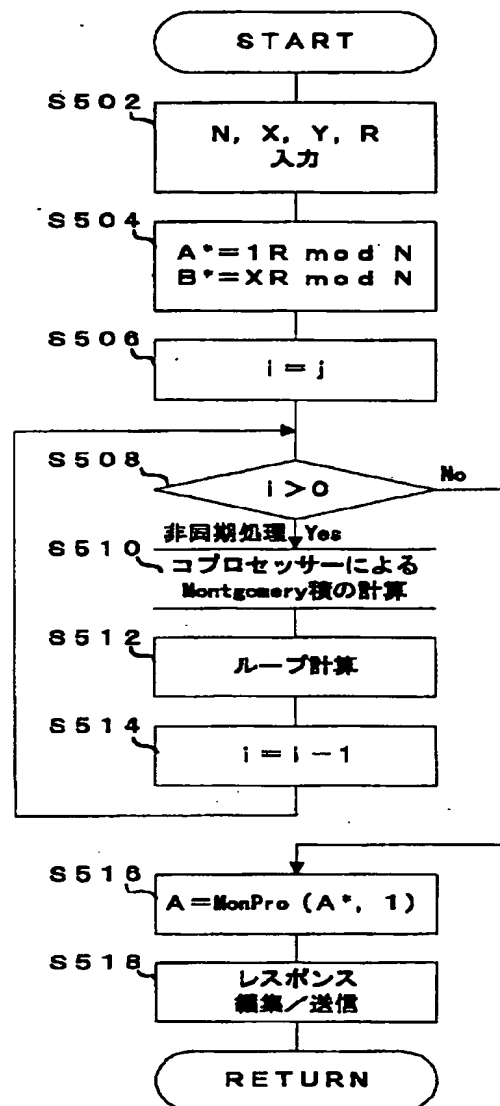 START
S502
N, X, Y, R
入力
S504
A*=1R mod N
B*=XR mod N
S506
i=j
S508
i>0
No
非同期処理 Yes
S510
コプロセッサーによる
Montgomery積の計算
S512
ループ計算
S514
i=i-1
S516
A=MonPro(A*, 1)
S518
レスポンス
編集/送信
RETURN